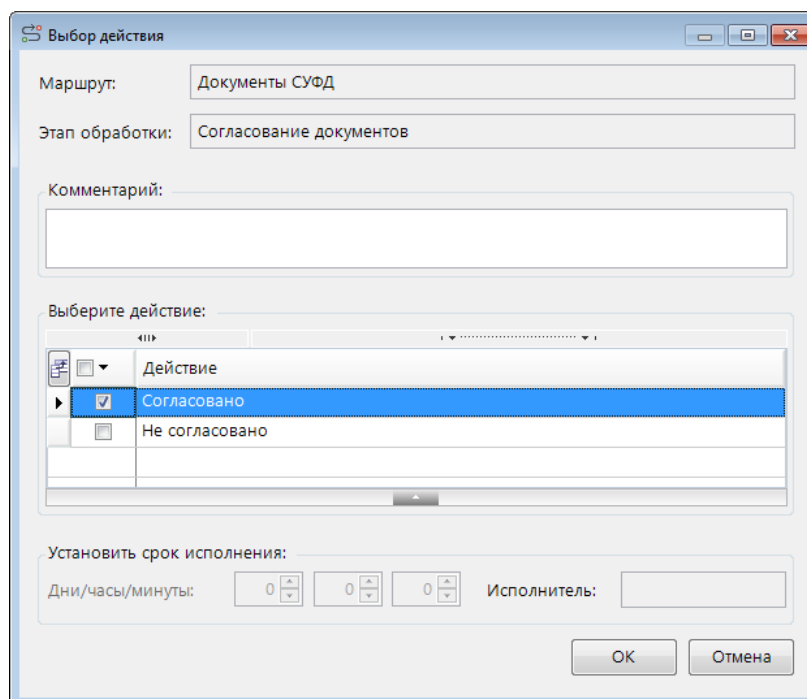 Выбор действия
Маршрут: Документы СУФД
Этап обработки: Согласование документов
Комментарий:
Выберите действие:
Действие
Согласовано
Не согласовано
Установить срок исполнения:
Дни/часы/минуты: 0 0 0 Исполнитель:
ОК Отмена